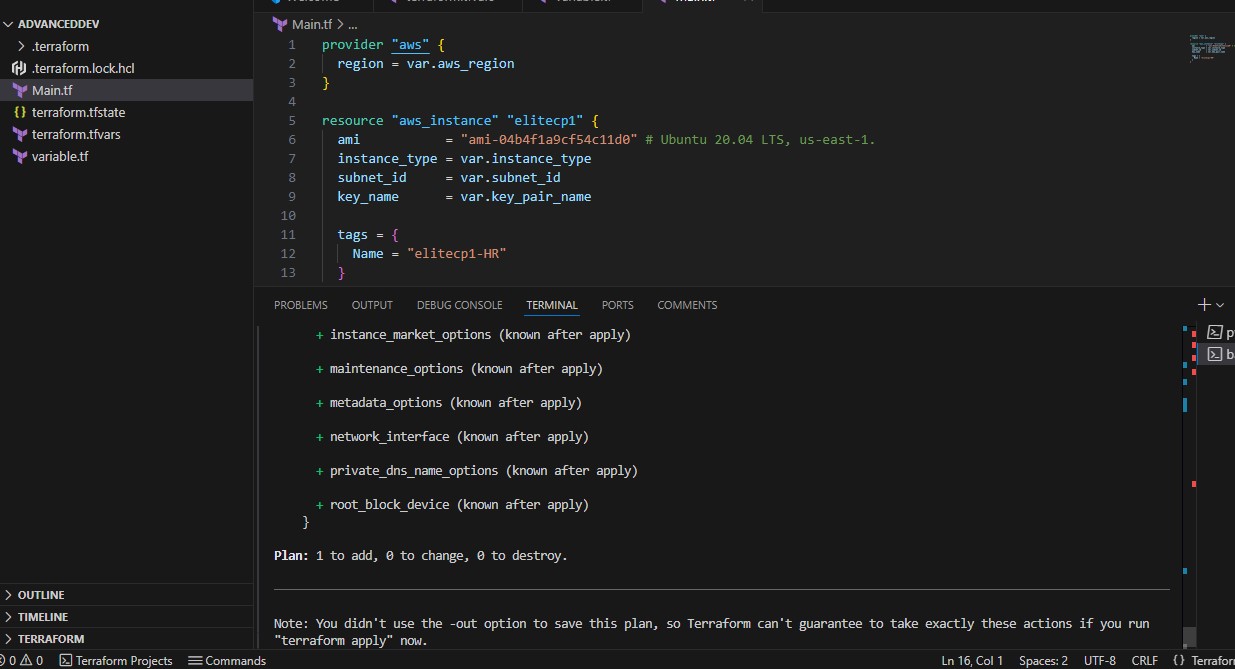 ADVANCEDDEV
.terraform
.terraform.lock.hcl
Main.tf
terraform.tfstate
terraform.tfvars
variable.tf
OUTLINE
TIMELINE
TERRAFORM
Main.tf > ...
1 provider "aws" {
2 region = var.aws_region
3 }
4
5 resource "aws_instance" "elitecp1" {
6 ami = "ami-04b4f1a9cf54c11d0" # Ubuntu 20.04 LTS, us-east-1.
7 instance_type = var.instance_type
8 subnet_id = var.subnet_id
9 key_name = var.key_pair_name
10
11 tags = {
12 Name = "elitecp1-HR"
13 }
PROBLEMS OUTPUT DEBUG CONSOLE TERMINAL PORTS COMMENTS
+ instance_market_options (known after apply)
+ maintenance_options (known after apply)
+ metadata_options (known after apply)
+ network_interface (known after apply)
+ private_dns_name_options (known after apply)
+ root_block_device (known after apply)
}
Plan: 1 to add, 0 to change, 0 to destroy.
Note: You didn't use the -out option to save this plan, so Terraform can't guarantee to take exactly these actions if you run
"terraform apply" now.
0 0 Terraform Projects Commands Ln 16, Col 1 Spaces: 2 UTF-8 CRLF {} Terrafor